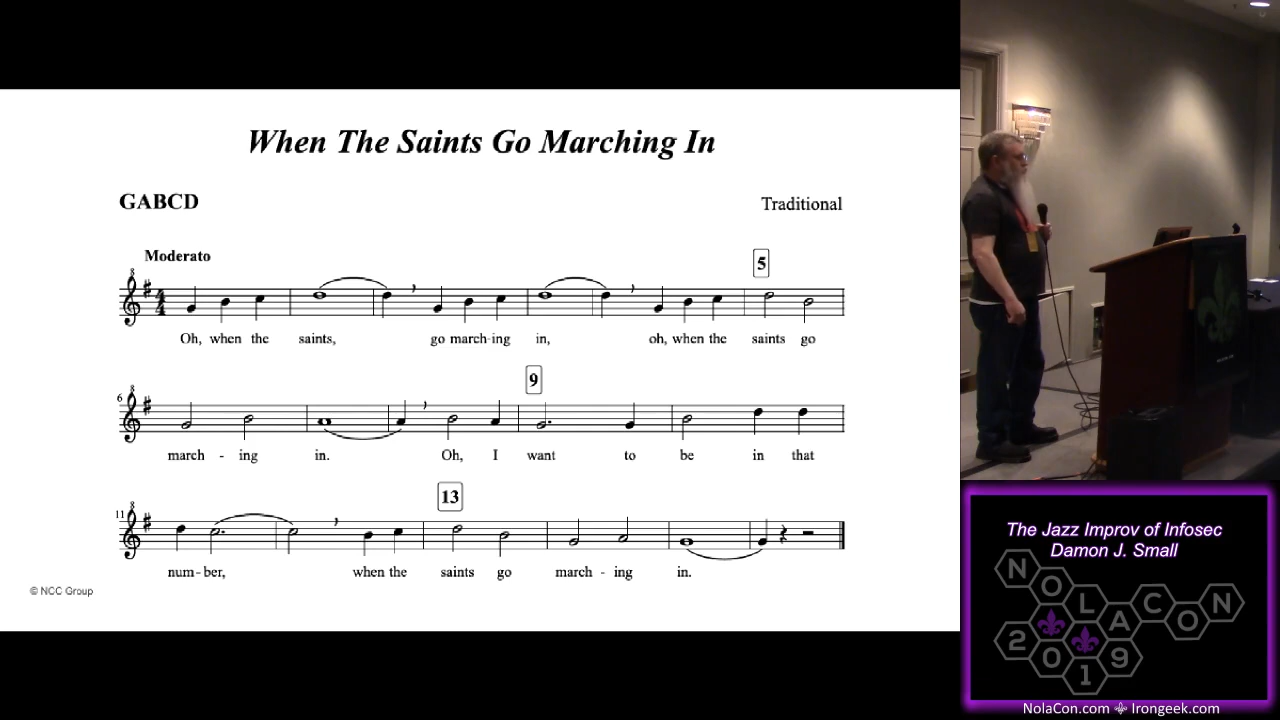 When The Saints Go Marching In
GABCD
Traditional
Moderato
5
Oh, when the saints, go march-ing in, oh, when the saints go
6
9
march - ing in. Oh, I want to be in that
11
13
num-ber, when the saints go march - ing in.
© NCC Group
The Jazz Improv of Infosec
Damon J. Small
NOLACON
2019
NolaCon.com Irongeek.com